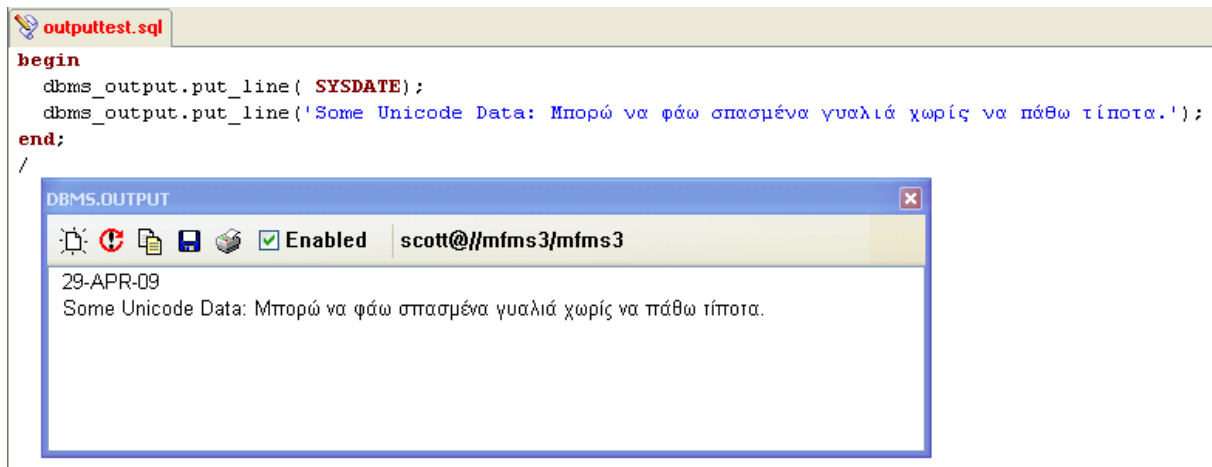 outputtest.sql
begin
dbms_output.put_line( SYSDATE);
dbms_output.put_line('Some Unicode Data: Μπορώ να φάω σπασμένα γυαλιά χωρίς να πάθω τίποτα.');
end;
/
DBMS.OUTPUT
Enabled scott@//mfms3/mfms3
29-APR-09
Some Unicode Data: Μπορώ να φάω σπασμένα γυαλιά χωρίς να πάθω τίποτα.